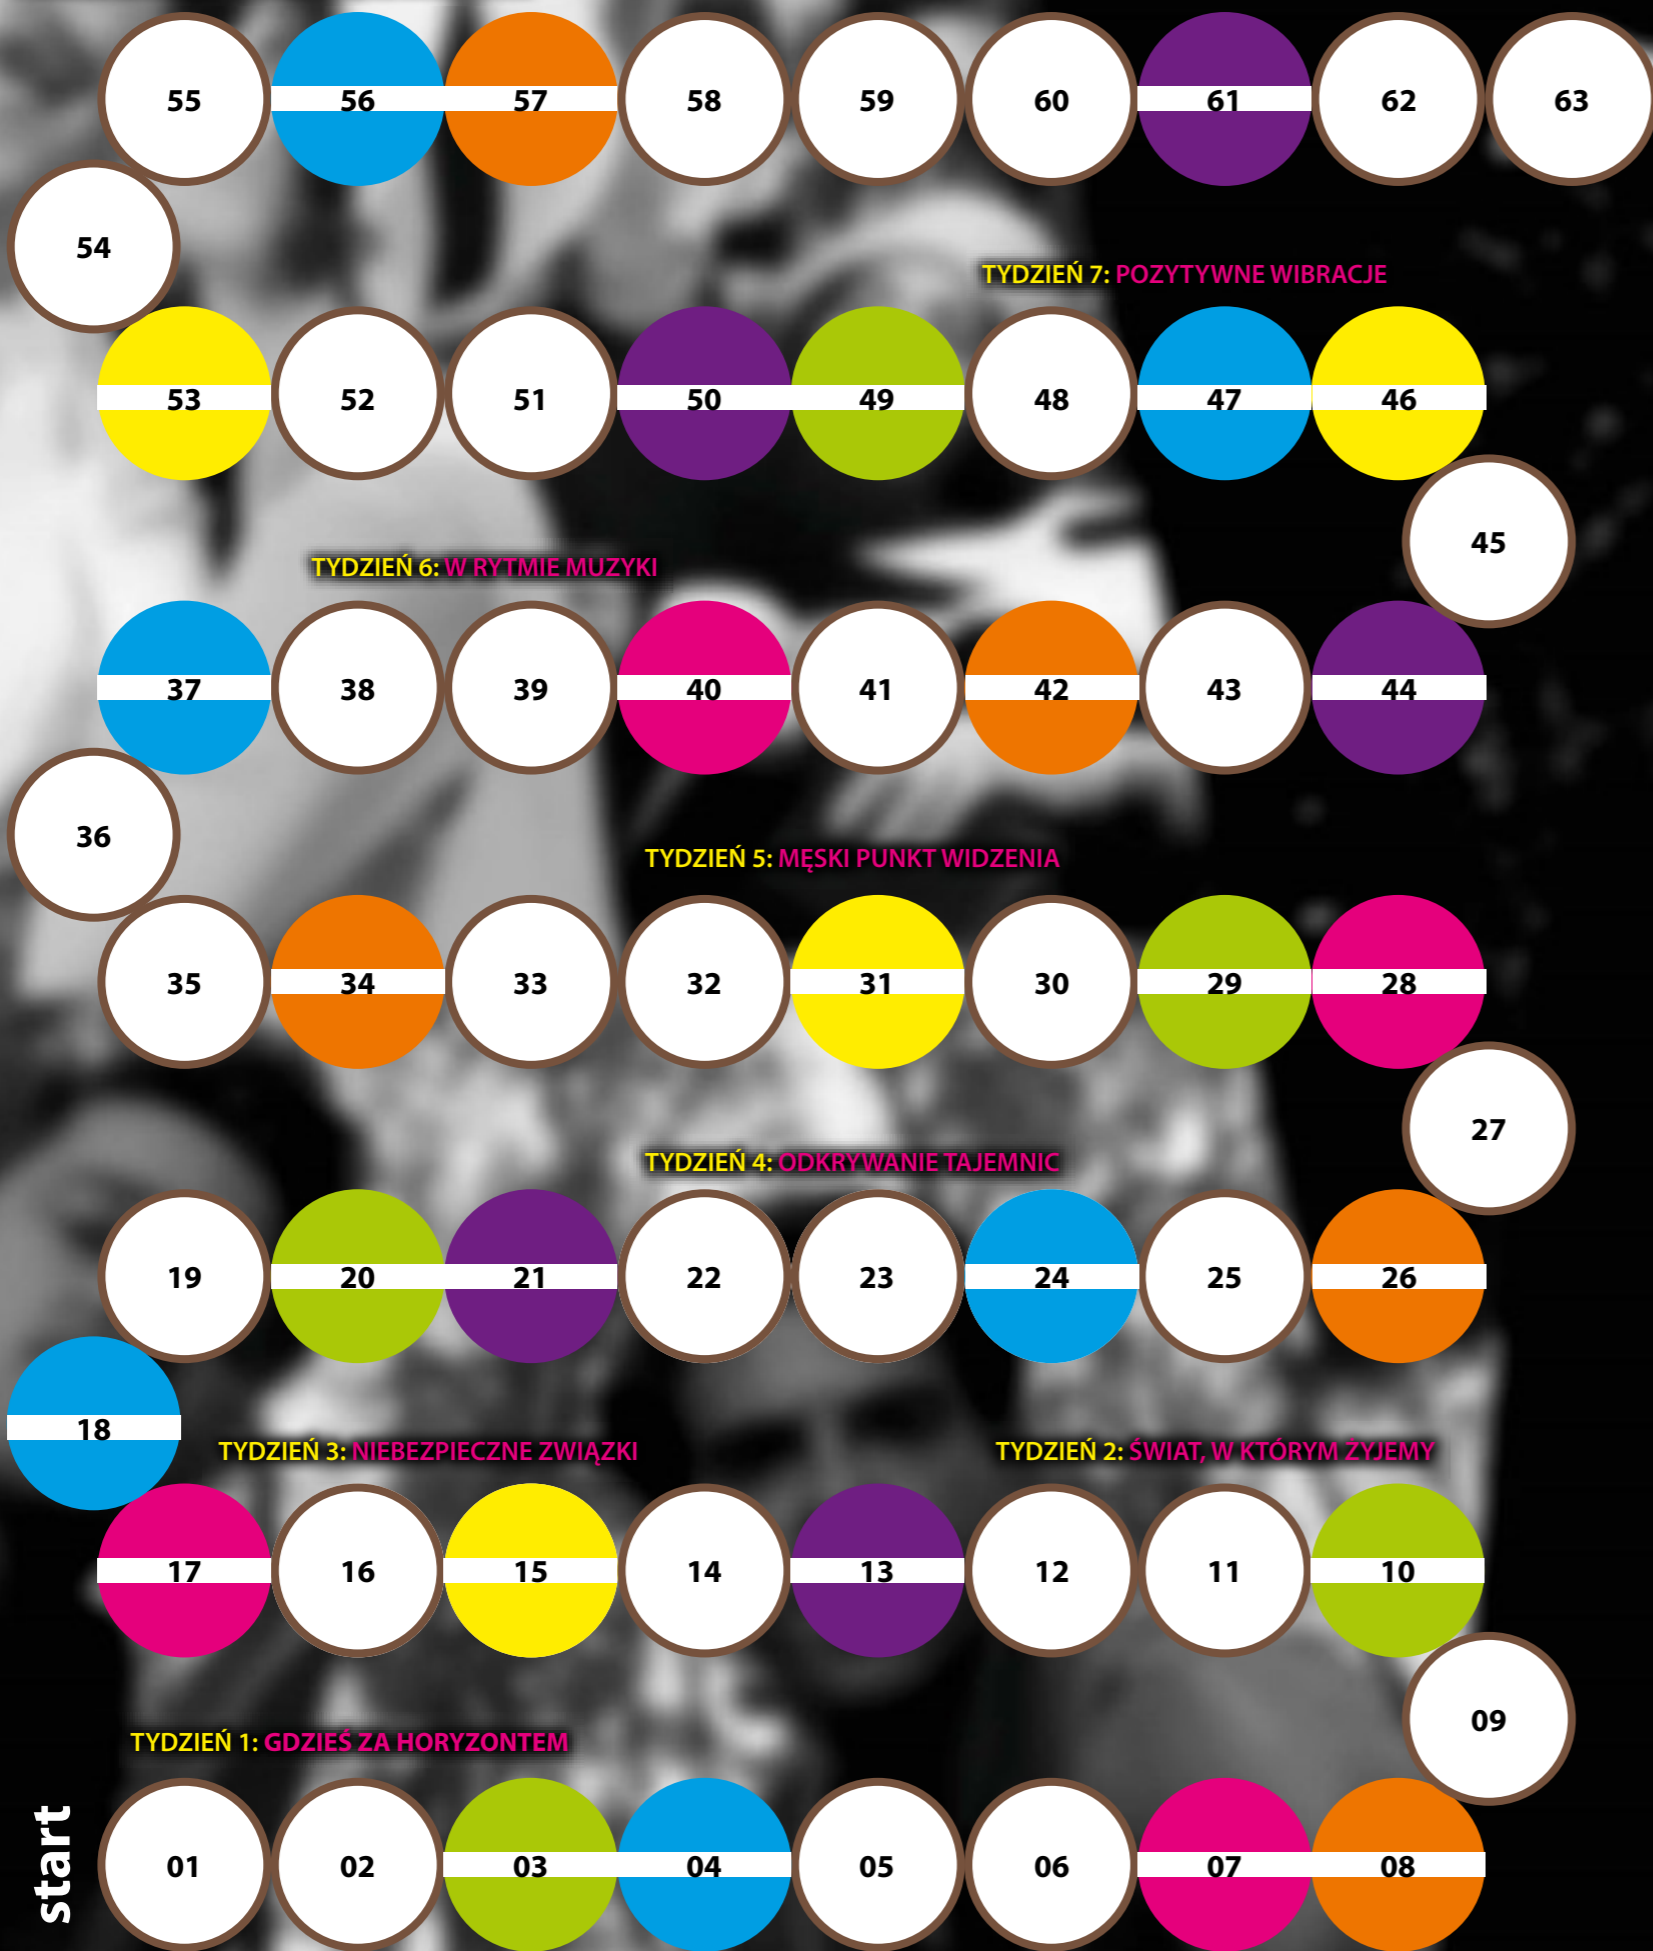 55 56 57 58 59 60 61 62 63
54
TYDZIEŃ 7: POZYTYWNE WIBRACJE
53 52 51 50 49 48 47 46
45
TYDZIEŃ 6: W RYTMIE MUZYKI
37 38 39 40 41 42 43 44
36
TYDZIEŃ 5: MĘSKI PUNKT WIDZENIA
35 34 33 32 31 30 29 28
27
TYDZIEŃ 4: ODKRYWANIE TAJEMNIC
19 20 21 22 23 24 25 26
18
TYDZIEŃ 3: NIEBEZPIECZNE ZWIĄZKI
TYDZIEŃ 2: ŚWIAT, W KTÓRYM ŻYJEMY
17 16 15 14 13 12 11 10
09
TYDZIEŃ 1: GDZIEŚ ZA HORYZONTEM
start
01 02 03 04 05 06 07 08